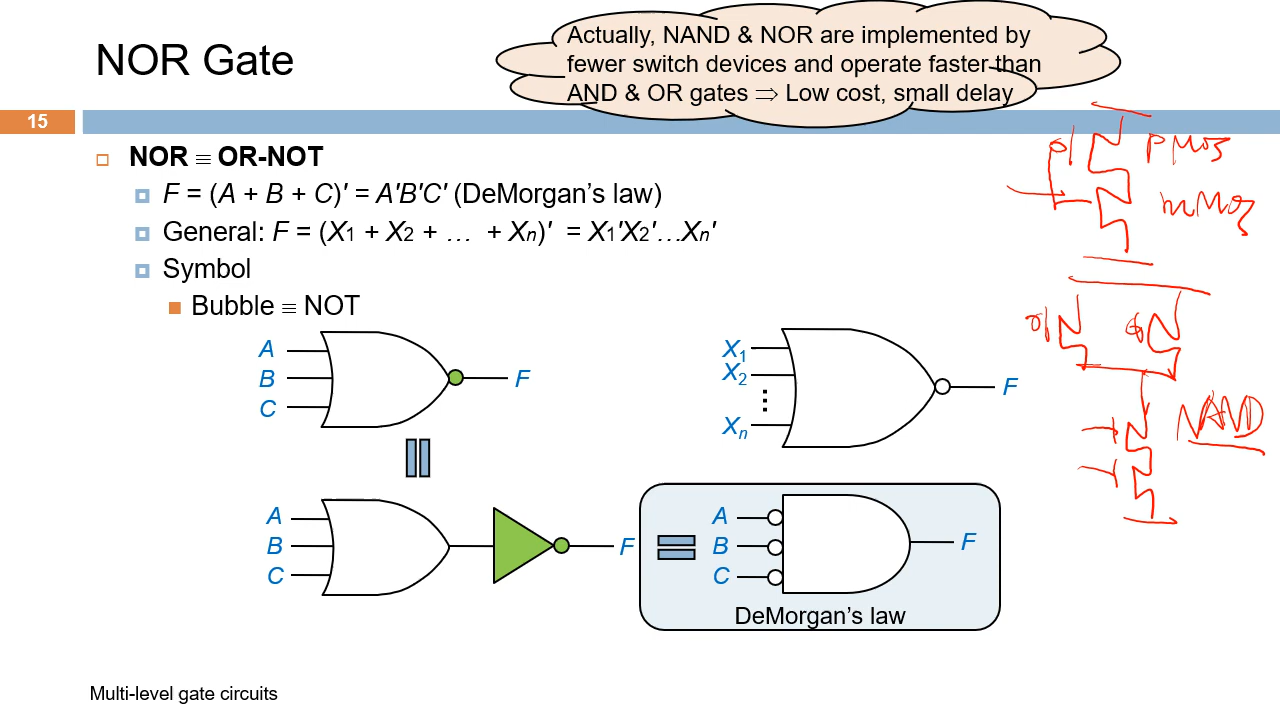 NOR Gate
Actually, NAND & NOR are implemented by
fewer switch devices and operate faster than
AND & OR gates ⇒ Low cost, small delay
15
NOR ≡ OR-NOT
F = (A + B + C)′ = A′B′C′ (DeMorgan’s law)
General: F = (X1 + X2 + … + Xn)′ = X1′X2′…Xn′
Symbol
Bubble ≡ NOT
A
B
C
F
X1
X2
⋮
Xn
F
A
B
C
F
A
B
C
F
DeMorgan’s law
pMos
nMos
NAND
Multi-level gate circuits